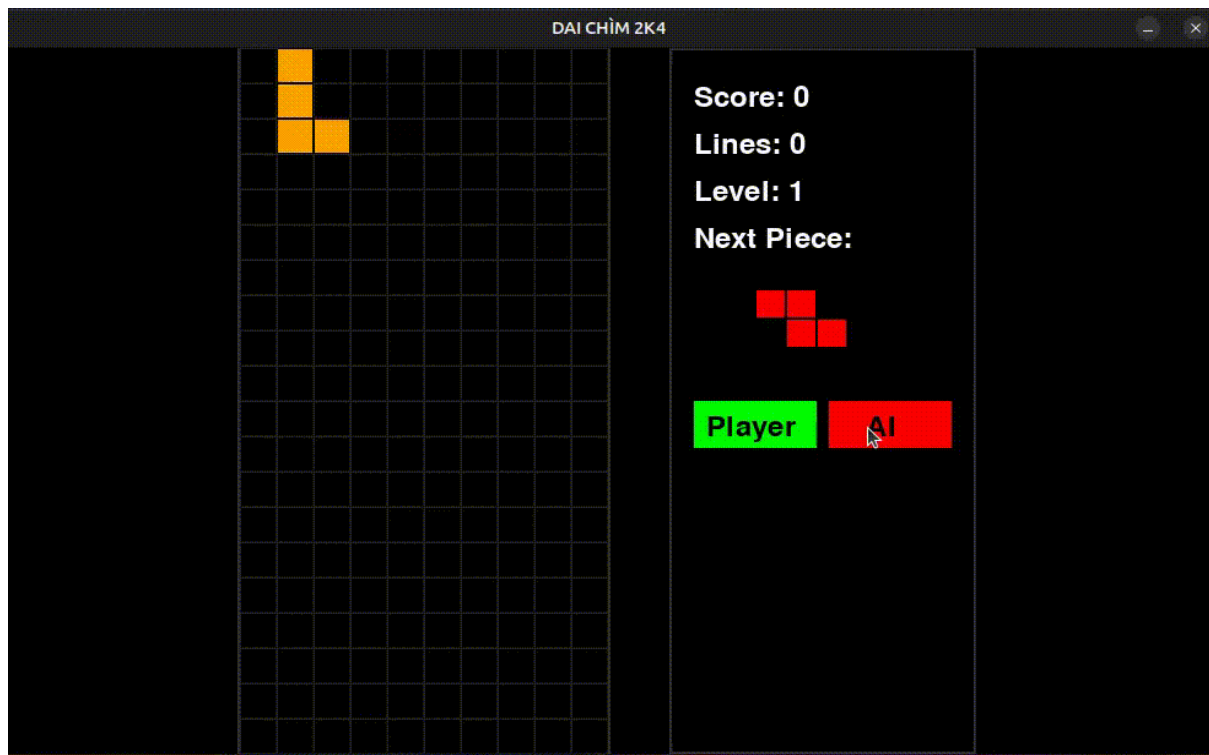 DAI CHÌM 2K4
Score: 0
Lines: 0
Level: 1
Next Piece:
Player AI